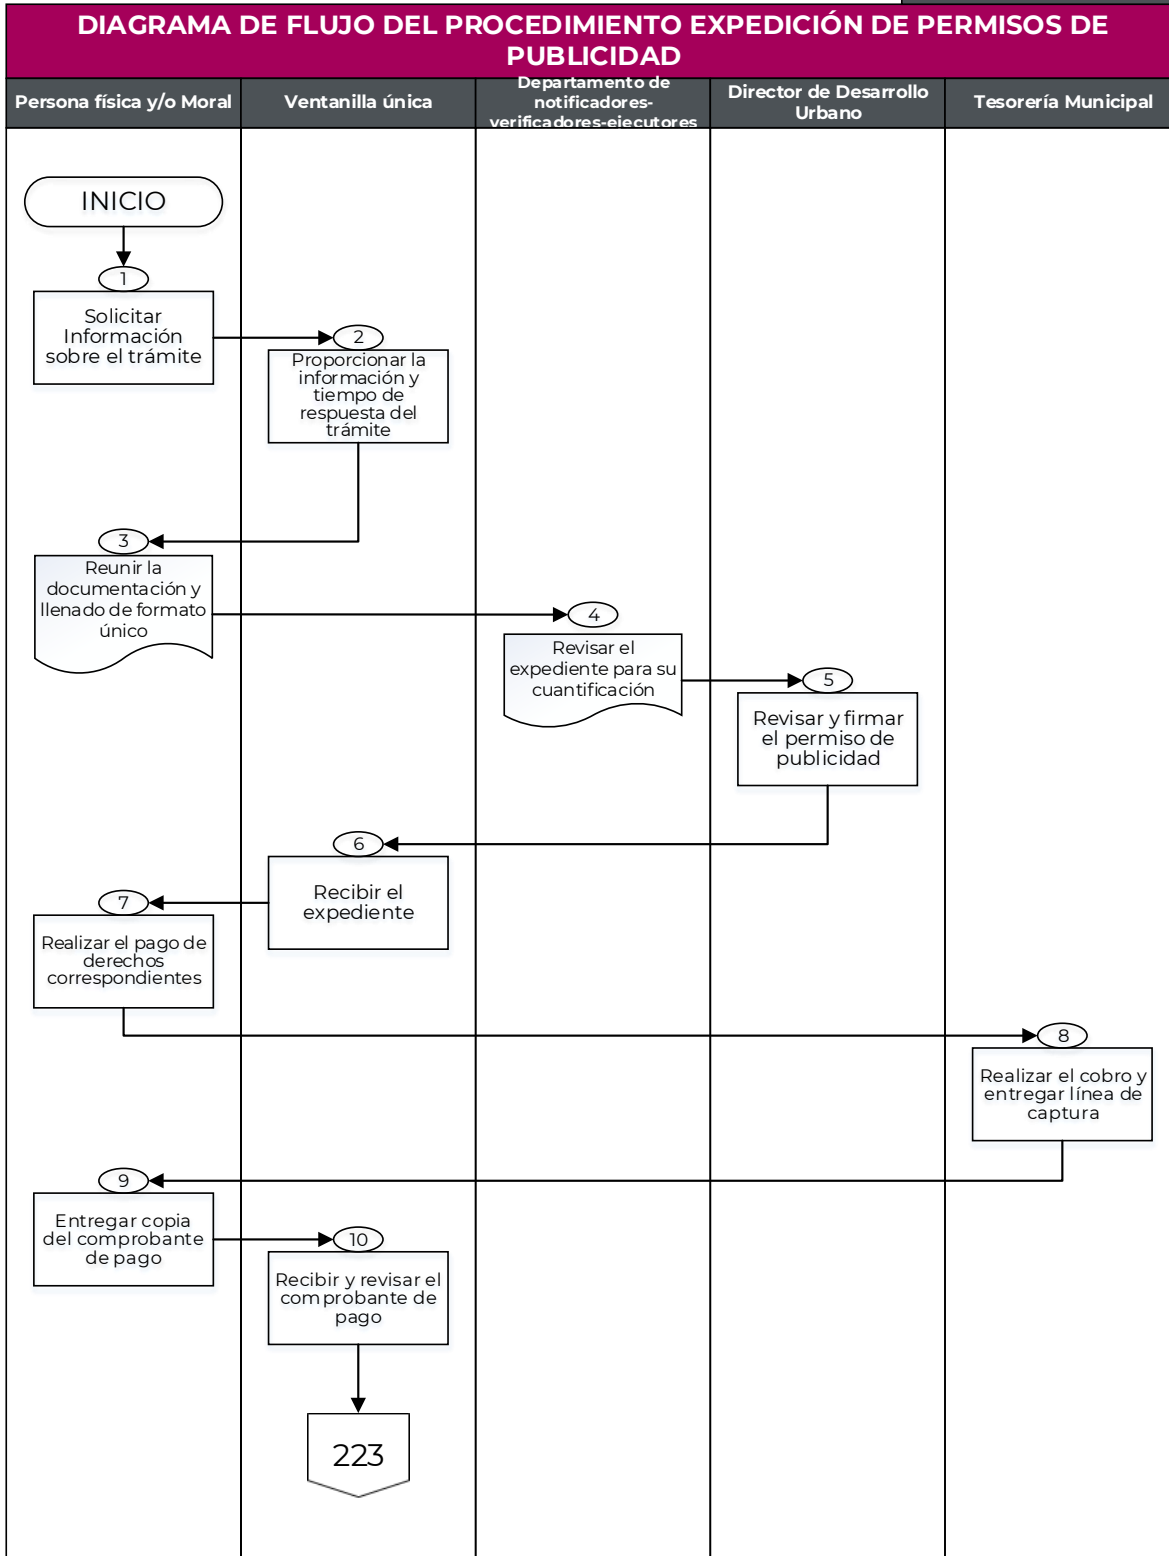 DIAGRAMA DE FLUJO DEL PROCEDIMIENTO EXPEDICIÓN DE PERMISOS DE
PUBLICIDAD
Persona física y/o Moral
Ventanilla única
Departamento de
notificadores-
verificadores-ejecutores
Director de Desarrollo
Urbano
Tesorería Municipal
INICIO
1
Solicitar
Información
sobre el trámite
2
Proporcionar la
información y
tiempo de
respuesta del
trámite
3
Reunir la
documentación y
llenado de formato
único
4
Revisar el
expediente para su
cuantificación
5
Revisar y firmar
el permiso de
publicidad
6
Recibir el
expediente
7
Realizar el pago de
derechos
correspondientes
8
Realizar el cobro y
entregar línea de
captura
9
Entregar copia
del comprobante
de pago
10
Recibir y revisar el
comprobante de
pago
223